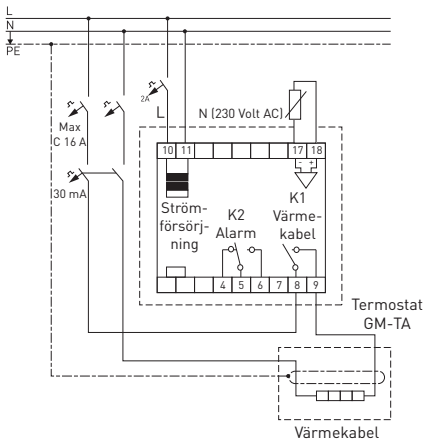 L
N
PE
2A
L
N (230 Volt AC)
Max
C 16 A
30 mA
10 11
17 18
- +
Ström-
försörj-
ning
K2
Alarm
K1
Värme-
kabel
4 5 6 7 8 9
Termostat
GM-TA
Värmekabel